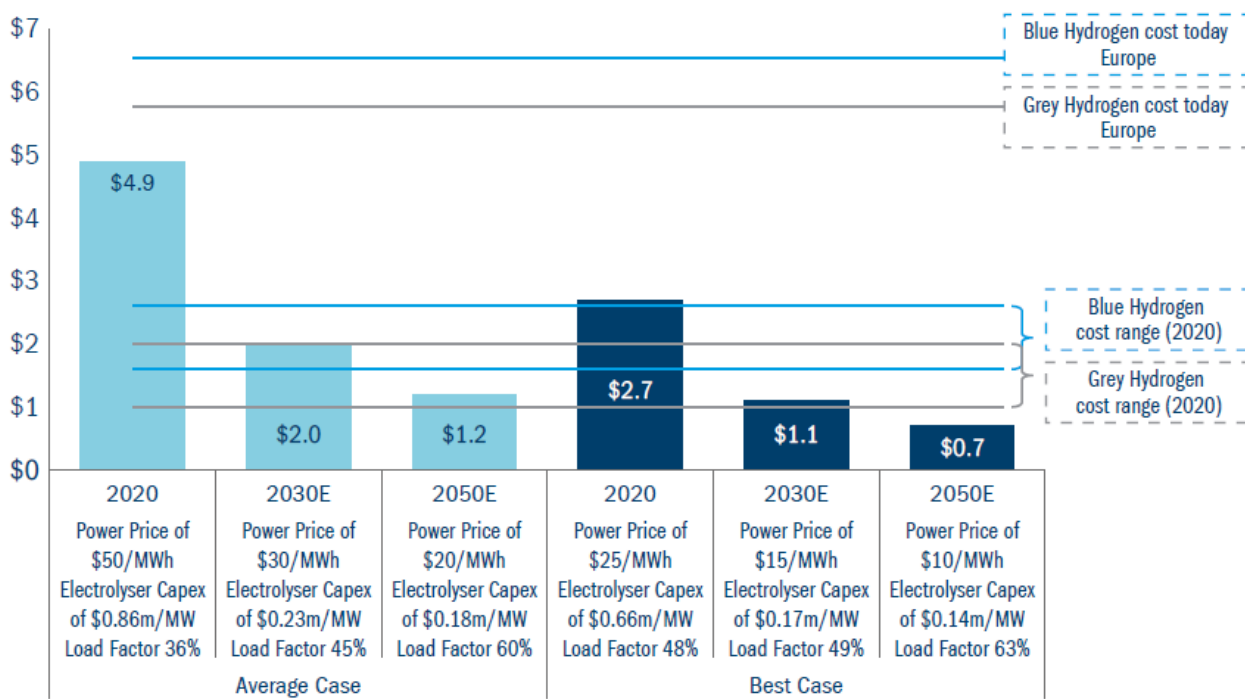 $7
$6
$5
$4
$3
$2
$1
$0
Blue Hydrogen cost today
Europe
Grey Hydrogen cost today
Europe
Blue Hydrogen
cost range (2020)
Grey Hydrogen
cost range (2020)
$4.9
$2.0
$1.2
$2.7
$1.1
$0.7
2020
Power Price of
$50/MWh
Electrolyser Capex
of $0.86m/MW
Load Factor 36%
2030E
Power Price of
$30/MWh
Electrolyser Capex
of $0.23m/MW
Load Factor 45%
2050E
Power Price of
$20/MWh
Electrolyser Capex
of $0.18m/MW
Load Factor 60%
2020
Power Price of
$25/MWh
Electrolyser Capex
of $0.66m/MW
Load Factor 48%
2030E
Power Price of
$15/MWh
Electrolyser Capex
of $0.17m/MW
Load Factor 49%
2050E
Power Price of
$10/MWh
Electrolyser Capex
of $0.14m/MW
Load Factor 63%
Average Case
Best Case